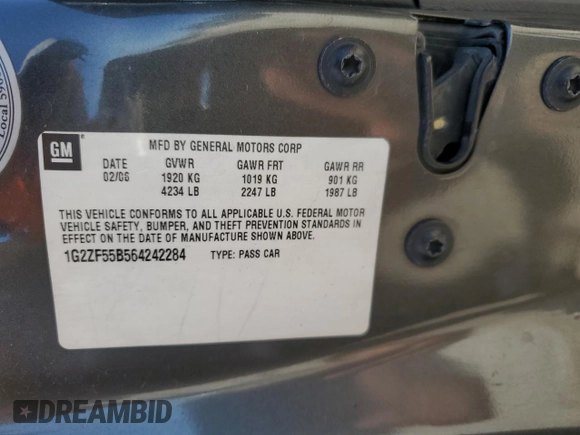 Local 5960
GM
MFD BY GENERAL MOTORS CORP
DATE GVWR GAWR FRT GAWR RR
02/06 1920 KG 1019 KG 901 KG
4234 LB 2247 LB 1987 LB
THIS VEHICLE CONFORMS TO ALL APPLICABLE U.S. FEDERAL MOTOR
VEHICLE SAFETY, BUMPER, AND THEFT PREVENTION STANDARDS
IN EFFECT ON THE DATE OF MANUFACTURE SHOWN ABOVE.
1G2ZF55B564242284 TYPE: PASS CAR
DREAMBID